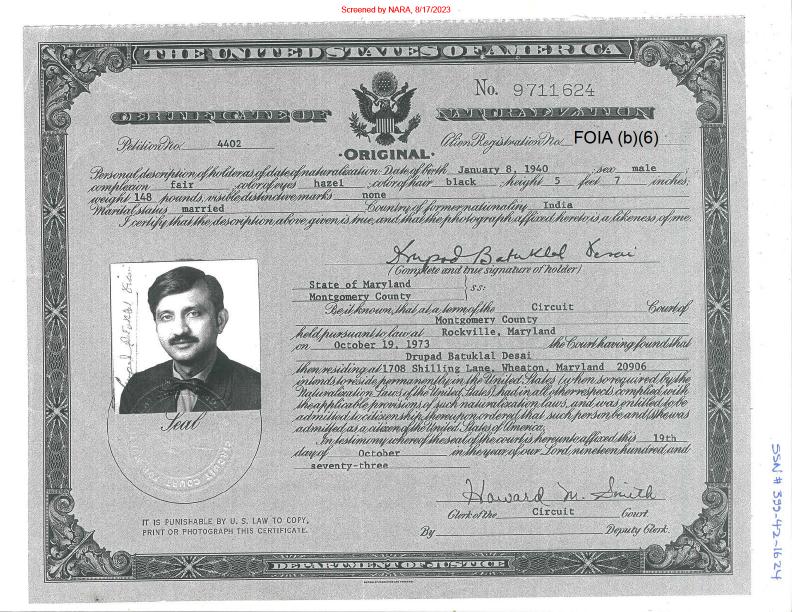 Screened by NARA, 8/17/2023
THE UNITED STATES OF AMERICA
No. 9711624
CERTIFICATE OF NATURALIZATION
Petition No. 4402
Alien Registration No. FOIA (b)(6)
ORIGINAL
Personal description of holder as of date of naturalization: Date of birth January 8, 1940 sex male
complexion fair color of eyes hazel color of hair black height 5 feet 7 inches;
weight 148 pounds; visible distinctive marks none
Marital status married Country of former nationality India
I certify that the description above given is true, and that the photograph affixed hereto is a likeness of me.
Drupad Batuklal Desai
(Complete and true signature of holder)
State of Maryland
Montgomery County
SS:
Be it known, that at a term of the Circuit Court of
Montgomery County
held pursuant to law at Rockville, Maryland
on October 19, 1973 the Court having found that
Drupad Batuklal Desai
then residing at 1708 Shilling Lane, Wheaton, Maryland 20906
intends to reside permanently in the United States (when so required by the
Naturalization Laws of the United States), had in all other respects complied with
the applicable provisions of such naturalization laws, and was entitled to be
admitted to citizenship, thereupon ordered that such person be and (s)he was
admitted as a citizen of the United States of America.
In testimony whereof the seal of the court is hereunto affixed this 19th
day of October in the year of our Lord, nineteen hundred and
seventy-three
Seal
Howard M. Smith
Clerk of the Circuit Court.
By Deputy Clerk.
IT IS PUNISHABLE BY U. S. LAW TO COPY,
PRINT OR PHOTOGRAPH THIS CERTIFICATE.
DEPARTMENT OF JUSTICE
SSN #